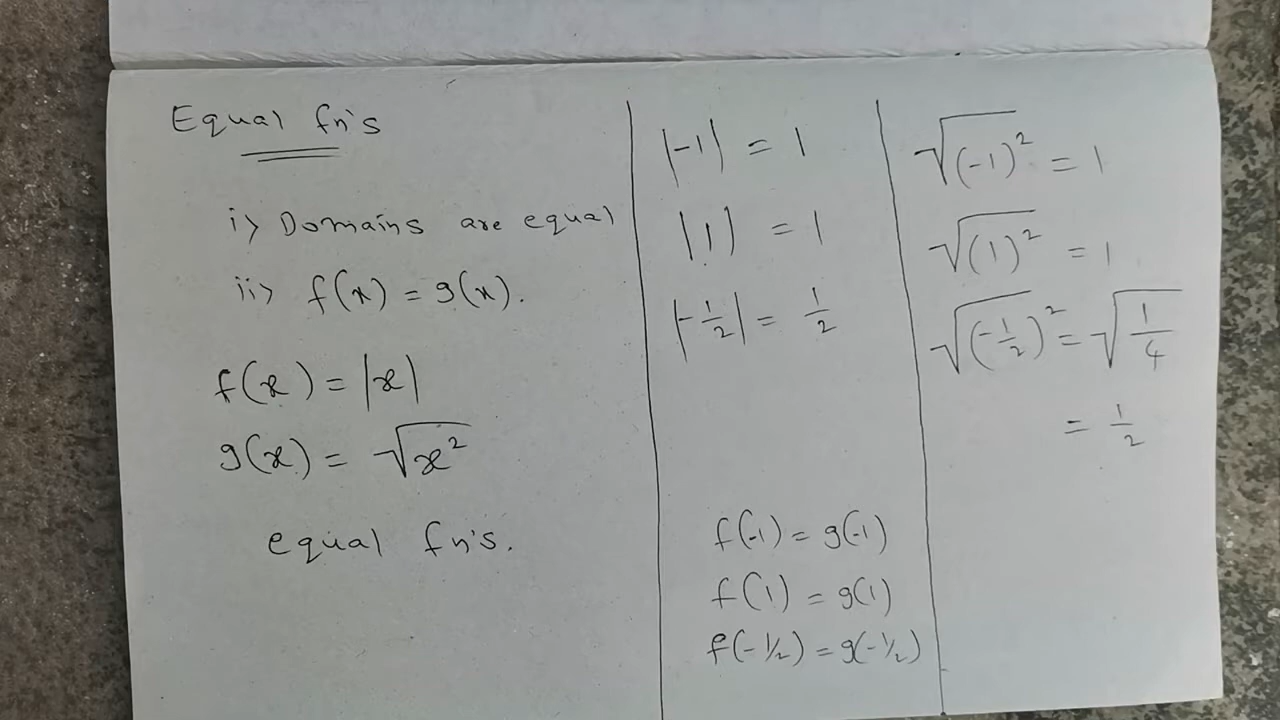 Equal fn's
i> Domains are equal
ii> f(x) = g(x).
f(x) = |x|
g(x) = √x²
equal fn's.
|-1| = 1
|1| = 1
|-1/2| = 1/2
f(-1) = g(-1)
f(1) = g(1)
f(-1/2) = g(-1/2)
√(-1)² = 1
√(1)² = 1
√(-1/2)² = √1/4
= 1/2